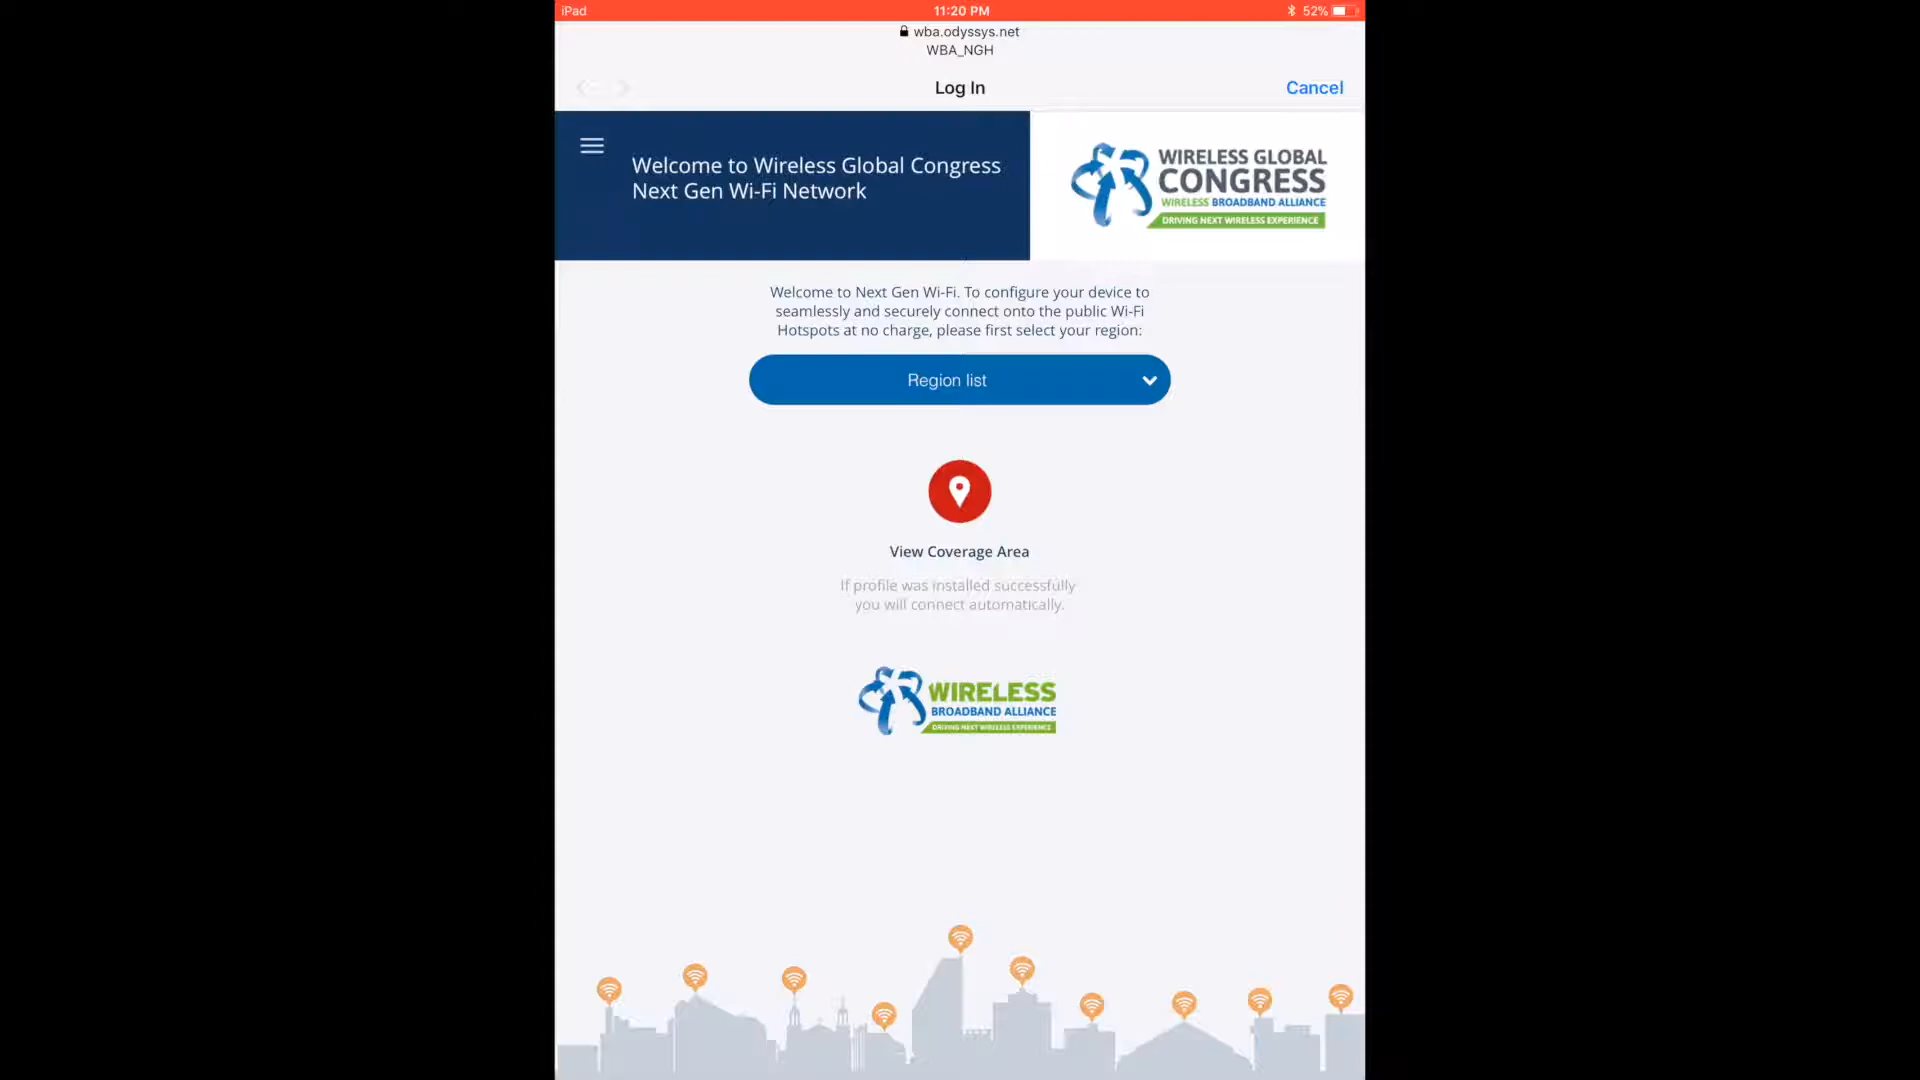 iPad
11:20 PM
52%
wba.odyssys.net
WBA_NGH
Log In
Cancel
Welcome to Wireless Global Congress
Next Gen Wi-Fi Network
WIRELESS GLOBAL
CONGRESS
WIRELESS BROADBAND ALLIANCE
DRIVING NEXT WIRELESS EXPERIENCE
Welcome to Next Gen Wi-Fi. To configure your device to
seamlessly and securely connect onto the public Wi-Fi
Hotspots at no charge, please first select your region:
Region list
View Coverage Area
If profile was installed successfully
you will connect automatically.
WIRELESS
BROADBAND ALLIANCE
DRIVING NEXT WIRELESS EXPERIENCE